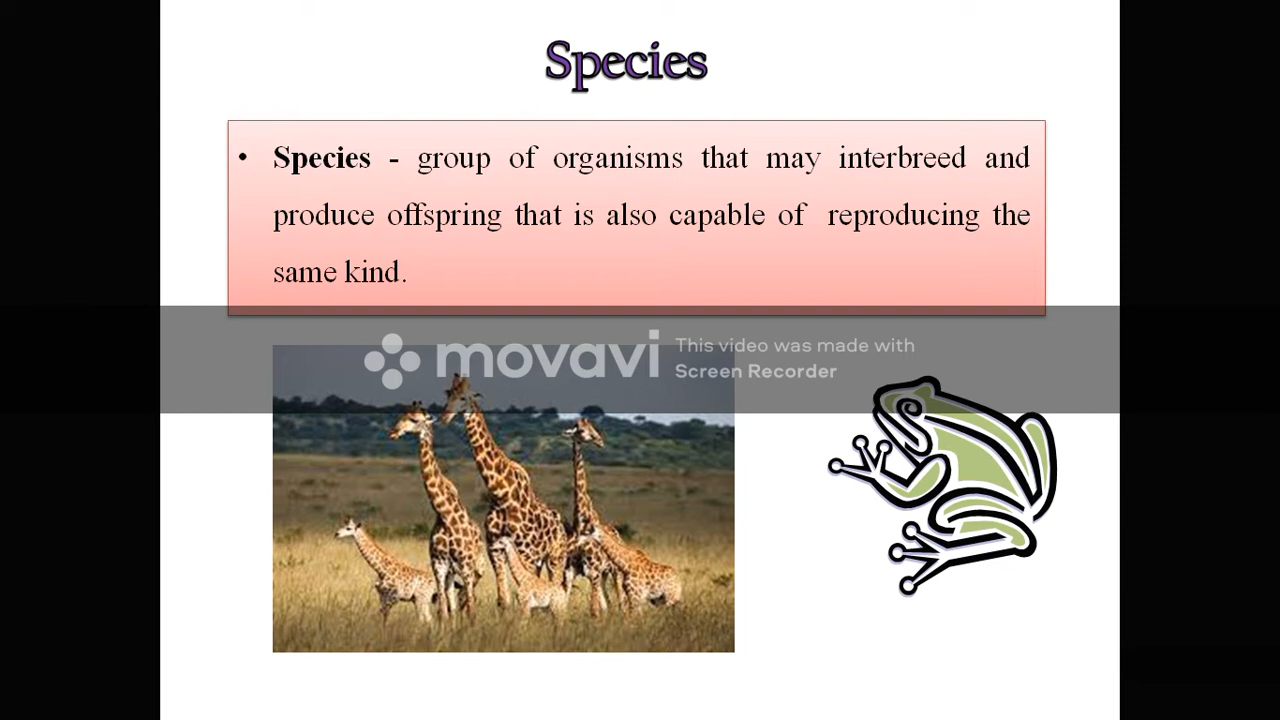 Species
• Species - group of organisms that may interbreed and
produce offspring that is also capable of reproducing the
same kind.
movavi
This video was made with
Screen Recorder